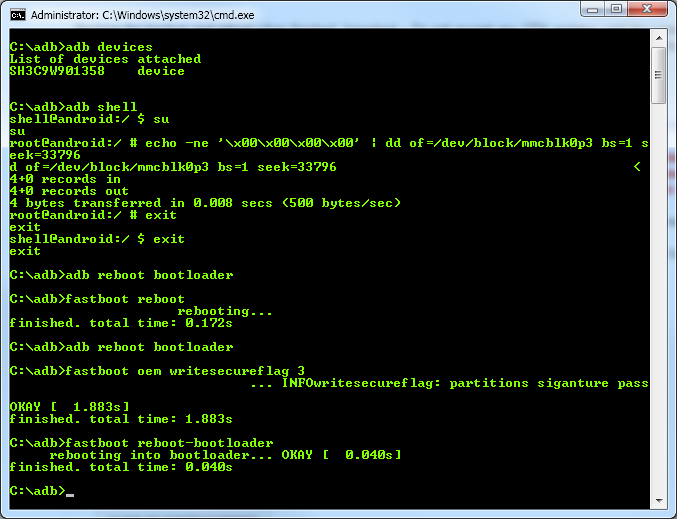 Administrator: C:\Windows\system32\cmd.exe
C:\adb>adb devices
List of devices attached
SH3C9W901358    device
C:\adb>adb shell
shell@android:/ $ su
su
root@android:/ # echo -ne '\x00\x00\x00\x00' | dd of=/dev/block/mmcblk0p3 bs=1 s
eek=33796
d of=/dev/block/mmcblk0p3 bs=1 seek=33796                                     <
4+0 records in
4+0 records out
4 bytes transferred in 0.008 secs (500 bytes/sec)
root@android:/ # exit
exit
shell@android:/ $ exit
exit
C:\adb>adb reboot bootloader
C:\adb>fastboot reboot
rebooting...
finished. total time: 0.172s
C:\adb>adb reboot bootloader
C:\adb>fastboot oem writesecureflag 3
... INFOwritesecureflag: partitions siganture pass
OKAY [  1.883s]
finished. total time: 1.883s
C:\adb>fastboot reboot-bootloader
rebooting into bootloader... OKAY [  0.040s]
finished. total time: 0.040s
C:\adb>_